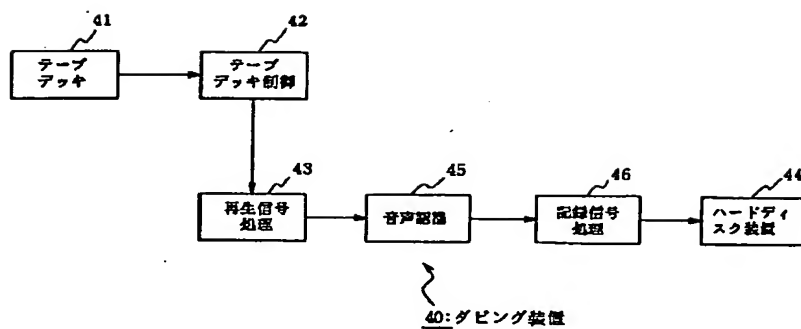 41
テープ
デッキ
42
テープ
デッキ制御
43
再生信号
処理
45
音声認識
46
記録信号
処理
44
ハードディ
スク装置
40:ダビング装置